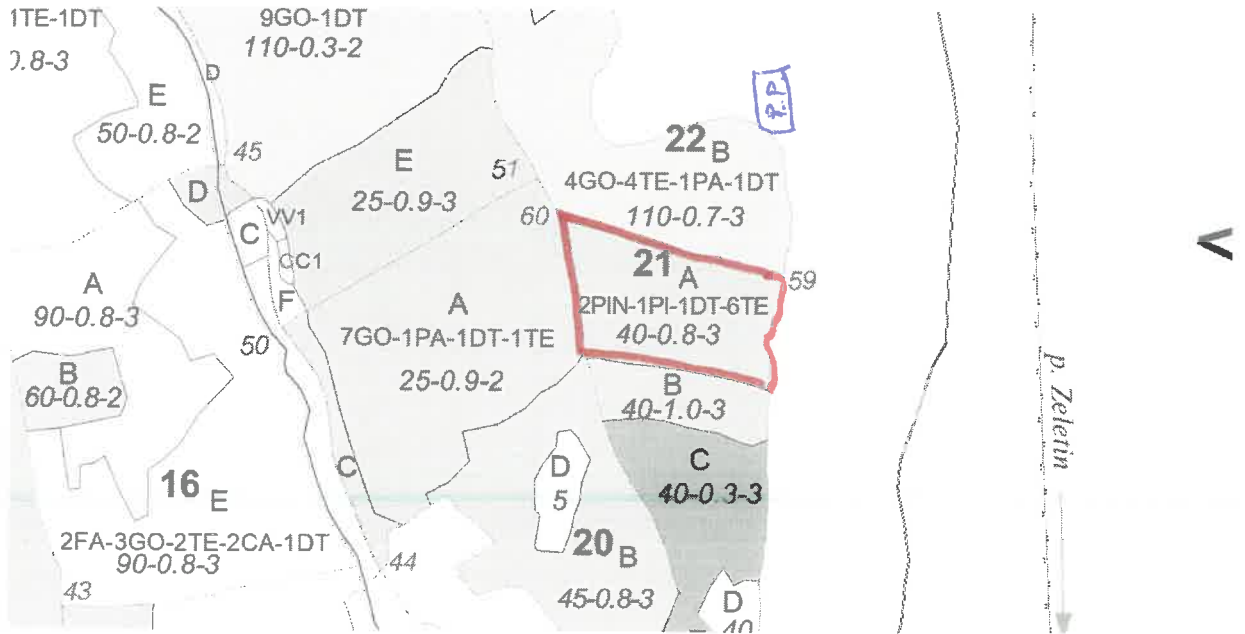 1TE-1DT
9GO-1DT
110-0.3-2
0.8-3
D
P.P.
E
50-0.8-2
45
22 B
4GO-4TE-1PA-1DT
110-0.7-3
E
25-0.9-3
51
60
D
VV1
C
CC1
F
21 A
2PIN-1PI-1DT-6TE
40-0.8-3
59
A
90-0.8-3
A
7GO-1PA-1DT-1TE
25-0.9-2
50
B
60-0.8-2
B
40-1.0-3
p. Zeletin
C
D
5
C
40-0.3-3
16 E
2FA-3GO-2TE-2CA-1DT
90-0.8-3
20 B
45-0.8-3
44
43
D
40